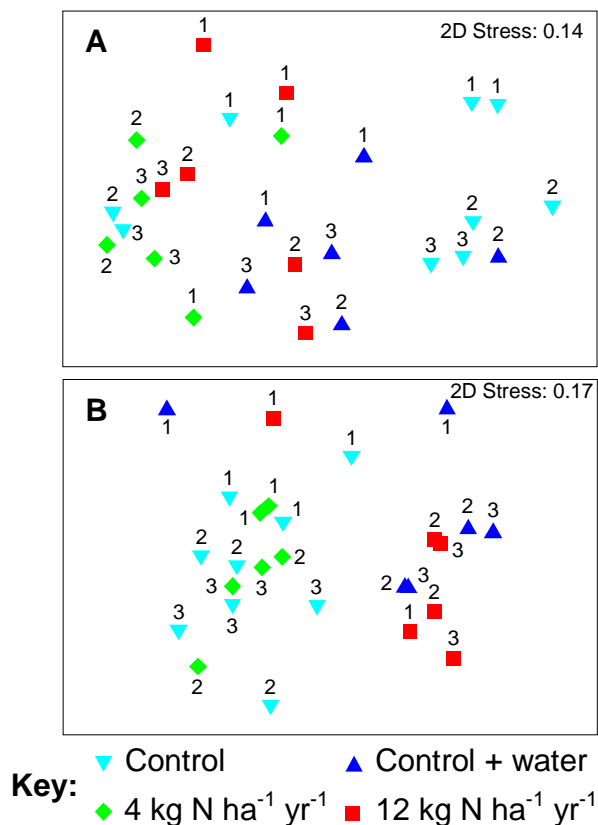 A 1 2D Stress: 0.14
1
1 1
1
2 1
1
2
3
3 2
2 1 2
3 3 2
2 3 3
3 3
2
1 2
3
B 1 2D Stress: 0.17
1 1
1
1 1
1 1 2 3
2
2 2 3
2
3
2 3 3 3 2
3 1
3
3
2 2
Key:
Control
Control + water
4 kg N ha⁻¹ yr⁻¹
12 kg N ha⁻¹ yr⁻¹